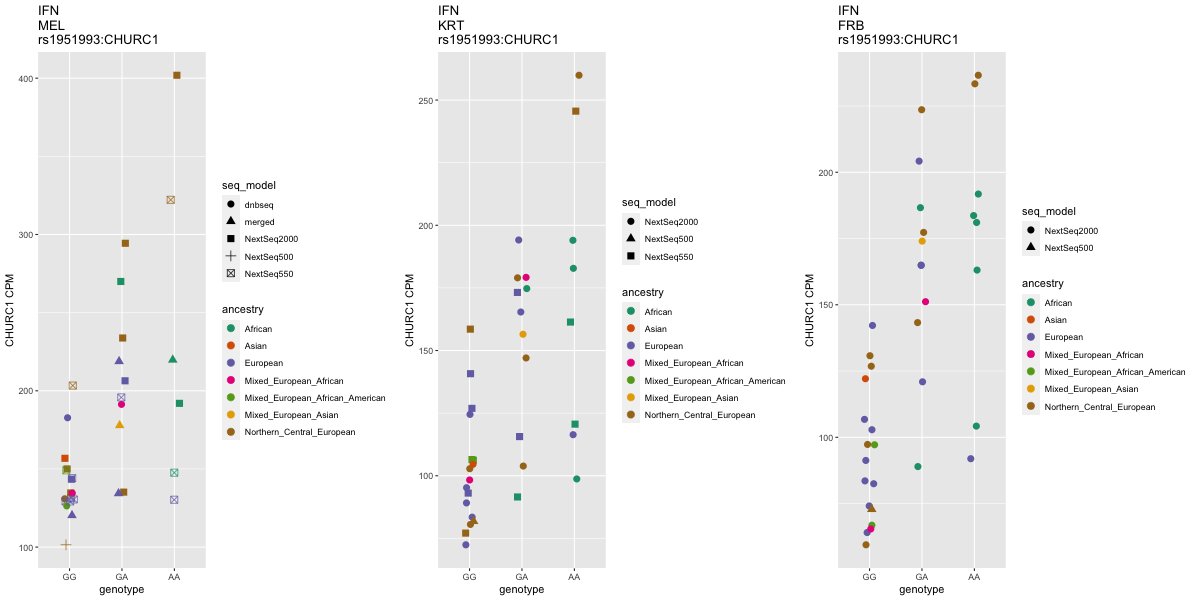 IFN
MEL
rs1951993:CHURC1
CHURC1 CPM
400
300
200
100
GG
GA
AA
genotype
seq_model
dnbseq
merged
NextSeq2000
NextSeq500
NextSeq550
ancestry
African
Asian
European
Mixed_European_African
Mixed_European_African_American
Mixed_European_Asian
Northern_Central_European
IFN
KRT
rs1951993:CHURC1
CHURC1 CPM
250
200
150
100
GG
GA
AA
genotype
seq_model
NextSeq2000
NextSeq500
NextSeq550
ancestry
African
Asian
European
Mixed_European_African
Mixed_European_African_American
Mixed_European_Asian
Northern_Central_European
IFN
FRB
rs1951993:CHURC1
CHURC1 CPM
200
150
100
GG
GA
AA
genotype
seq_model
NextSeq2000
NextSeq500
ancestry
African
Asian
European
Mixed_European_African
Mixed_European_African_American
Mixed_European_Asian
Northern_Central_European